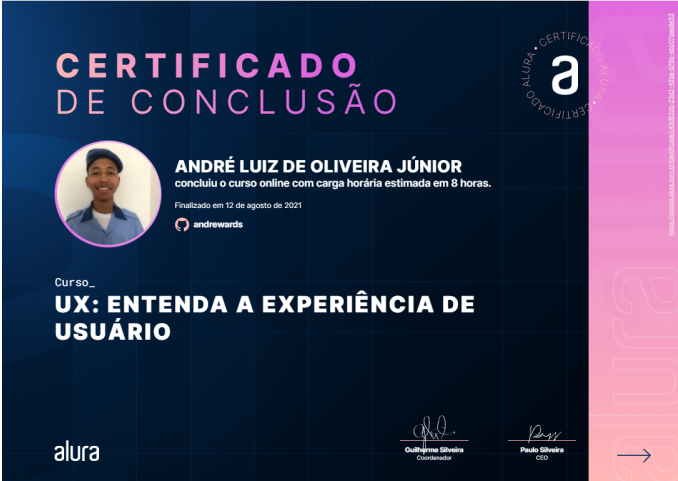 CERTIFICADO
DE CONCLUSÃO
CERTIFICADO ALURA • CERTIFICADO ALURA •
a
ANDRÉ LUIZ DE OLIVEIRA JÚNIOR
concluiu o curso online com carga horária estimada em 8 horas.
Finalizado em 12 de agosto de 2021
andrewards
Curso_
UX: ENTENDA A EXPERIÊNCIA DE
USUÁRIO
alura
Guilherme Silveira
Coordenador
Paulo Silveira
CEO
alura